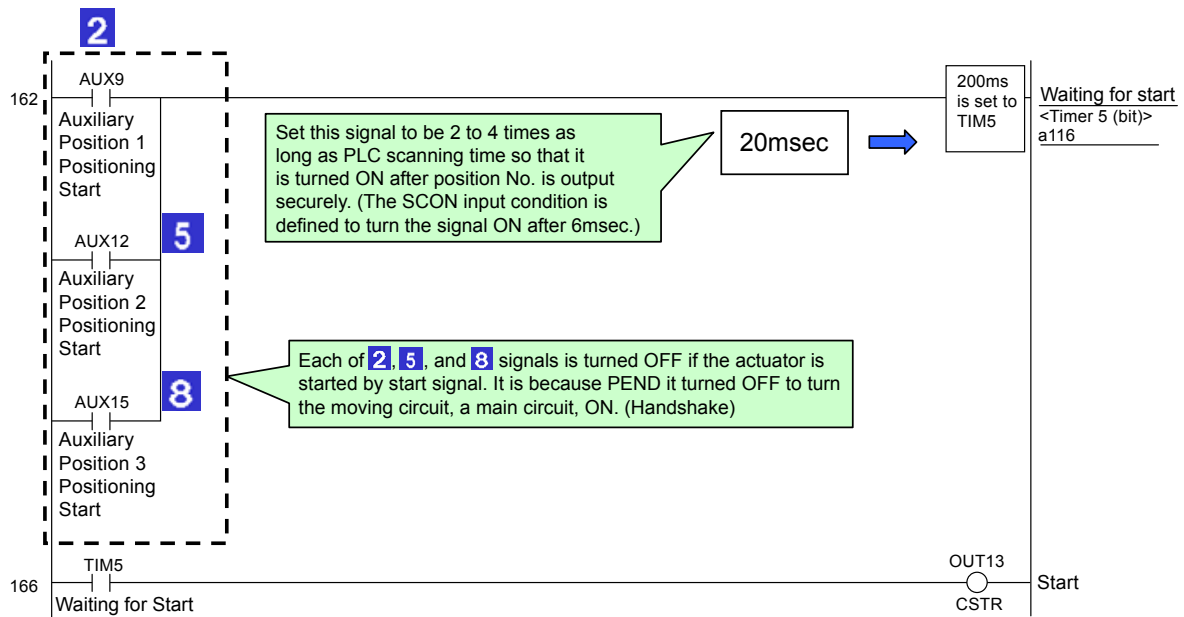 2
AUX9
162
Auxiliary
Position 1
Positioning
Start
Set this signal to be 2 to 4 times as
long as PLC scanning time so that it
is turned ON after position No. is output
securely. (The SCON input condition is
defined to turn the signal ON after 6msec.)
20msec
200ms
is set to
TIM5
Waiting for start
<Timer 5 (bit)>
a116
AUX12
5
Auxiliary
Position 2
Positioning
Start
Each of 2, 5, and 8 signals is turned OFF if the actuator is
started by start signal. It is because PEND it turned OFF to turn
the moving circuit, a main circuit, ON. (Handshake)
AUX15
8
Auxiliary
Position 3
Positioning
Start
TIM5
166
Waiting for Start
OUT13
CSTR
Start